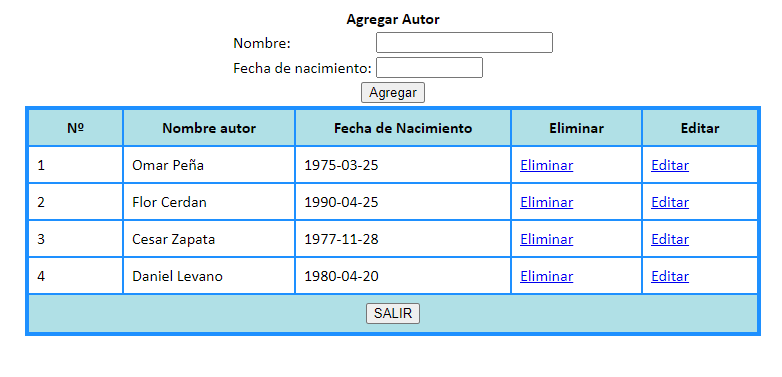 Agregar Autor
Nombre:
Fecha de nacimiento:
Agregar
Nº Nombre autor Fecha de Nacimiento Eliminar Editar
1 Omar Peña 1975-03-25 Eliminar Editar
2 Flor Cerdan 1990-04-25 Eliminar Editar
3 Cesar Zapata 1977-11-28 Eliminar Editar
4 Daniel Levano 1980-04-20 Eliminar Editar
SALIR